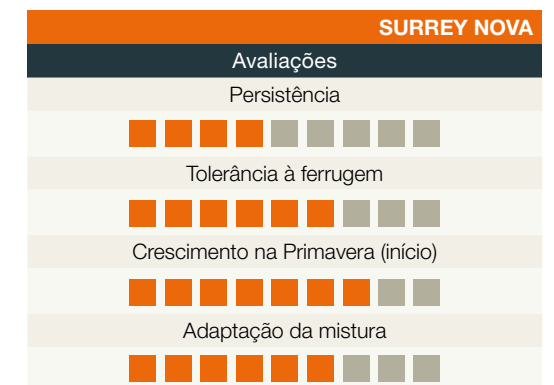 SURREY NOVA
Avaliações
Persistência
Tolerância à ferrugem
Crescimento na Primavera (início)
Adaptação da mistura